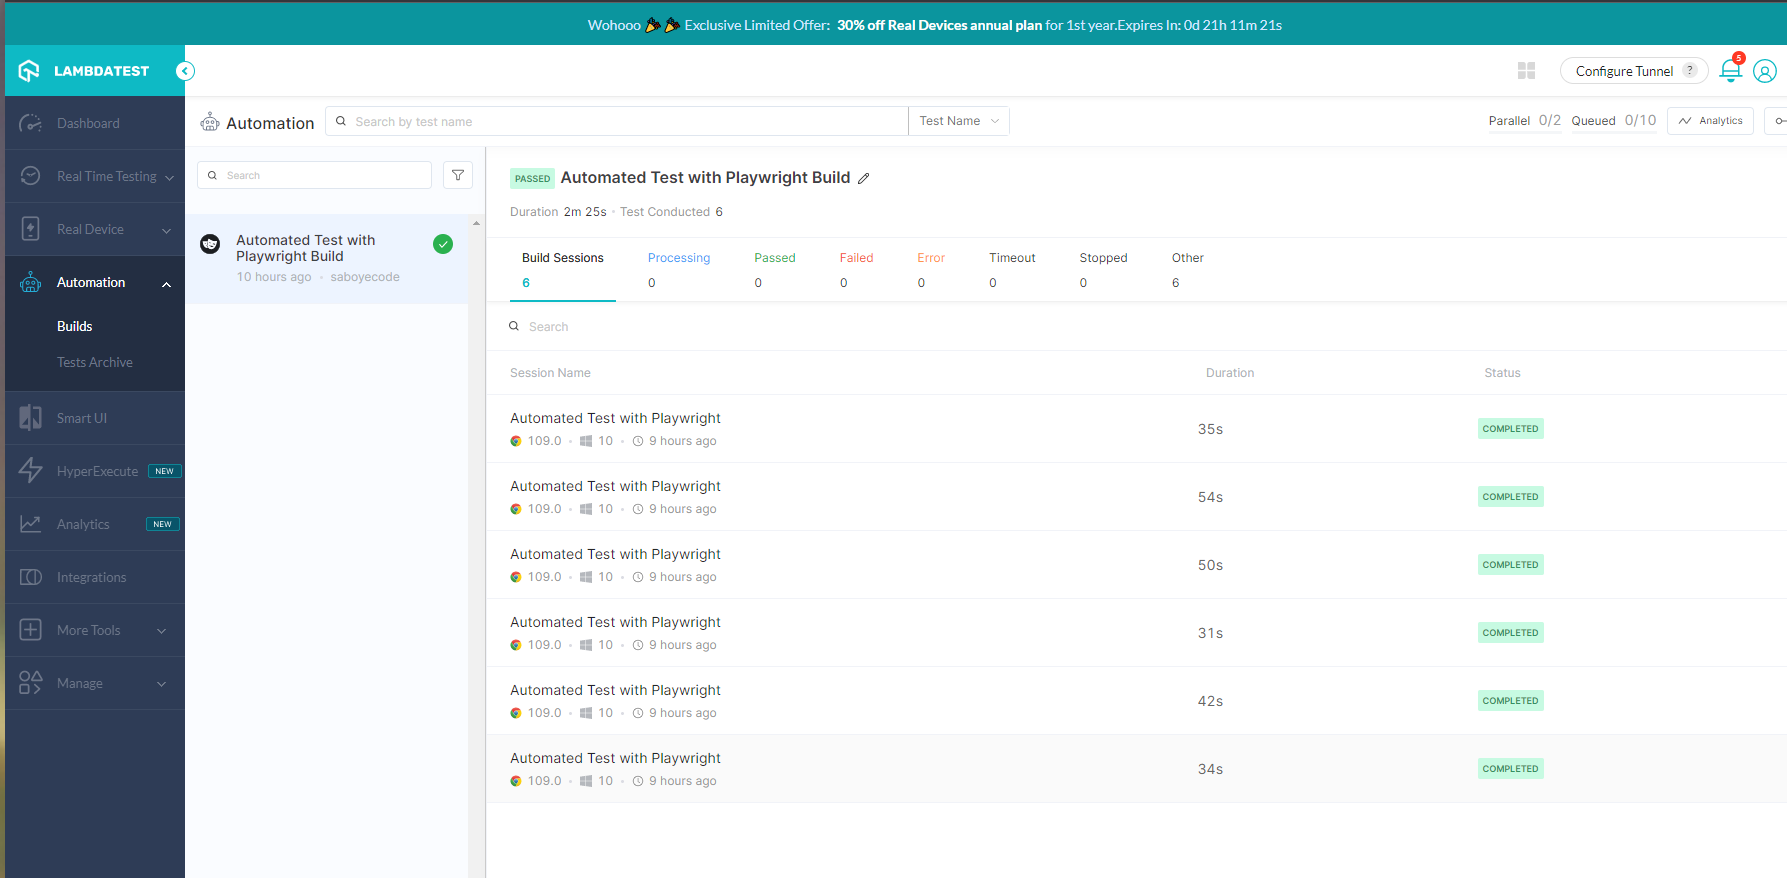 Wohooo 🎉 🎉 Exclusive Limited Offer: 30% off Real Devices annual plan for 1st year.Expires In: 0d 21h 11m 21s
LAMBDATEST
Configure Tunnel ?
5
Dashboard
Real Time Testing
Real Device
Automation
Builds
Tests Archive
Smart UI
HyperExecute NEW
Analytics NEW
Integrations
More Tools
Manage
Automation
Search by test name
Test Name
Parallel 0/2 Queued 0/10
Analytics
Search
Automated Test with
Playwright Build
10 hours ago • saboyecode
PASSED Automated Test with Playwright Build
Duration 2m 25s • Test Conducted 6
Build Sessions Processing Passed Failed Error Timeout Stopped Other
6 0 0 0 0 0 0 6
Search
Session Name Duration Status
Automated Test with Playwright
109.0 • 10 • 9 hours ago
35s
COMPLETED
Automated Test with Playwright
109.0 • 10 • 9 hours ago
54s
COMPLETED
Automated Test with Playwright
109.0 • 10 • 9 hours ago
50s
COMPLETED
Automated Test with Playwright
109.0 • 10 • 9 hours ago
31s
COMPLETED
Automated Test with Playwright
109.0 • 10 • 9 hours ago
42s
COMPLETED
Automated Test with Playwright
109.0 • 10 • 9 hours ago
34s
COMPLETED